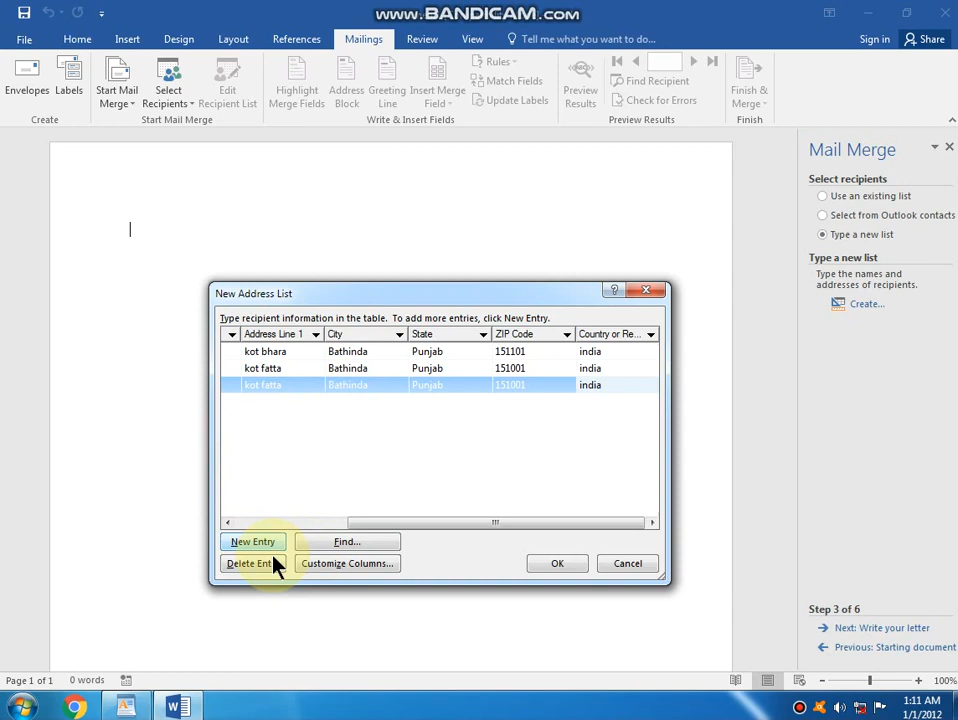 www.BANDICAM.com
File Home Insert Design Layout References Mailings Review View Tell me what you want to do... Sign in Share
Envelopes Labels Start Mail Merge Select Recipients Edit Recipient List Highlight Merge Fields Address Block Greeting Line Insert Merge Field Rules Match Fields Update Labels Preview Results Find Recipient Check for Errors Finish & Merge
Create Start Mail Merge Write & Insert Fields Preview Results Finish
Mail Merge
Select recipients
Use an existing list
Select from Outlook contacts
Type a new list
Type a new list
Type the names and
addresses of recipients.
Create...
New Address List
Type recipient information in the table. To add more entries, click New Entry.
Address Line 1 City State ZIP Code Country or Re...
kot bhara Bathinda Punjab 151101 india
kot fatta Bathinda Punjab 151001 india
kot fatta Bathinda Punjab 151001 india
New Entry Find...
Delete Ent Customize Columns... OK Cancel
Step 3 of 6
Next: Write your letter
Previous: Starting document
Page 1 of 1 0 words 100%
1:11 AM
1/1/2012